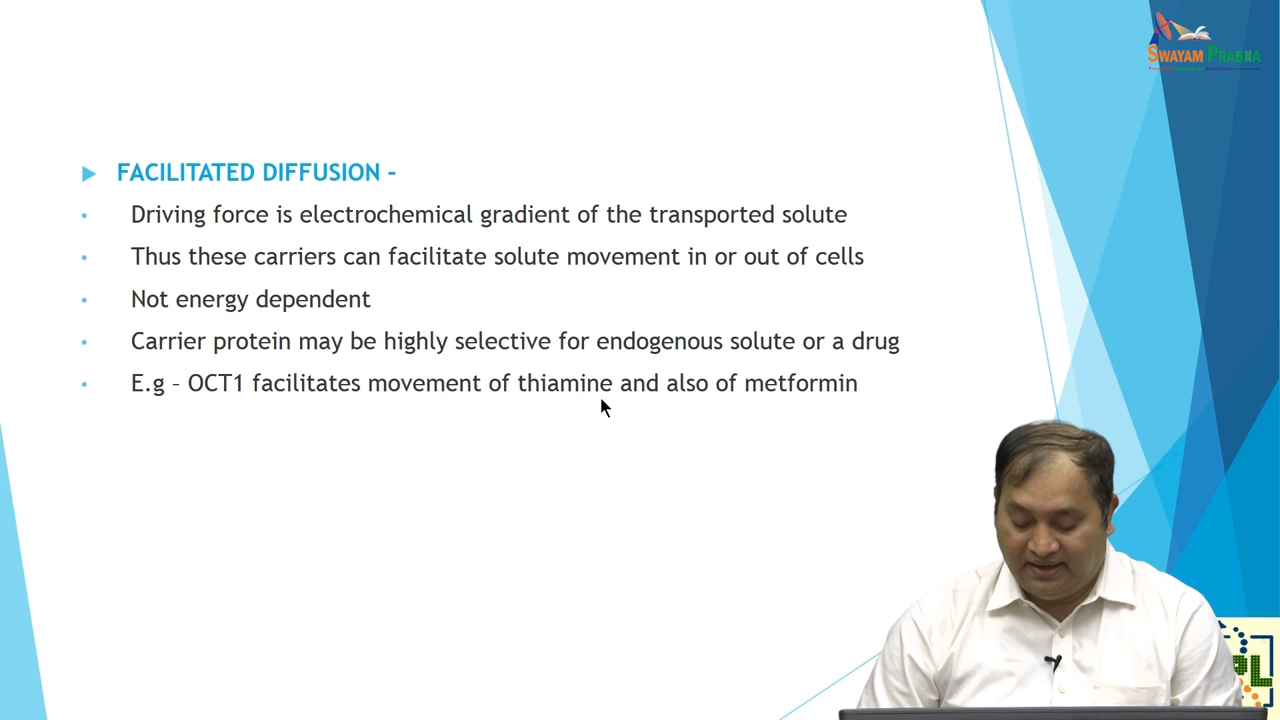 SWAYAM PRABHA
FACILITATED DIFFUSION –
Driving force is electrochemical gradient of the transported solute
Thus these carriers can facilitate solute movement in or out of cells
Not energy dependent
Carrier protein may be highly selective for endogenous solute or a drug
E.g – OCT1 facilitates movement of thiamine and also of metformin